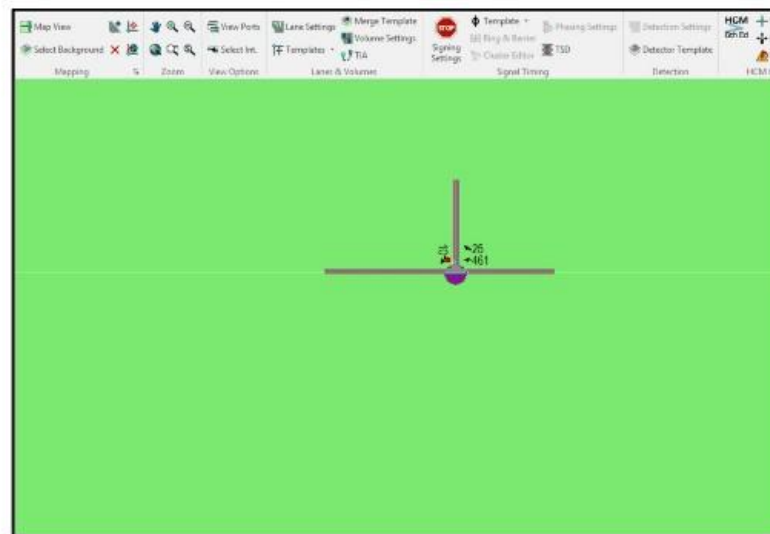 Map View
Select Background
Mapping
Zoom
View Ports
Select Int.
View Options
Lane Settings
Templates
Merge Template
Volume Settings
TIA
Lanes & Volumes
STOP
Signing Settings
Template
Ring & Barrier
Cluster Editor
Phasing Settings
TSD
Signal Timing
Detection Settings
Detector Template
Detection
HCM
6th Ed
HCM
26
461